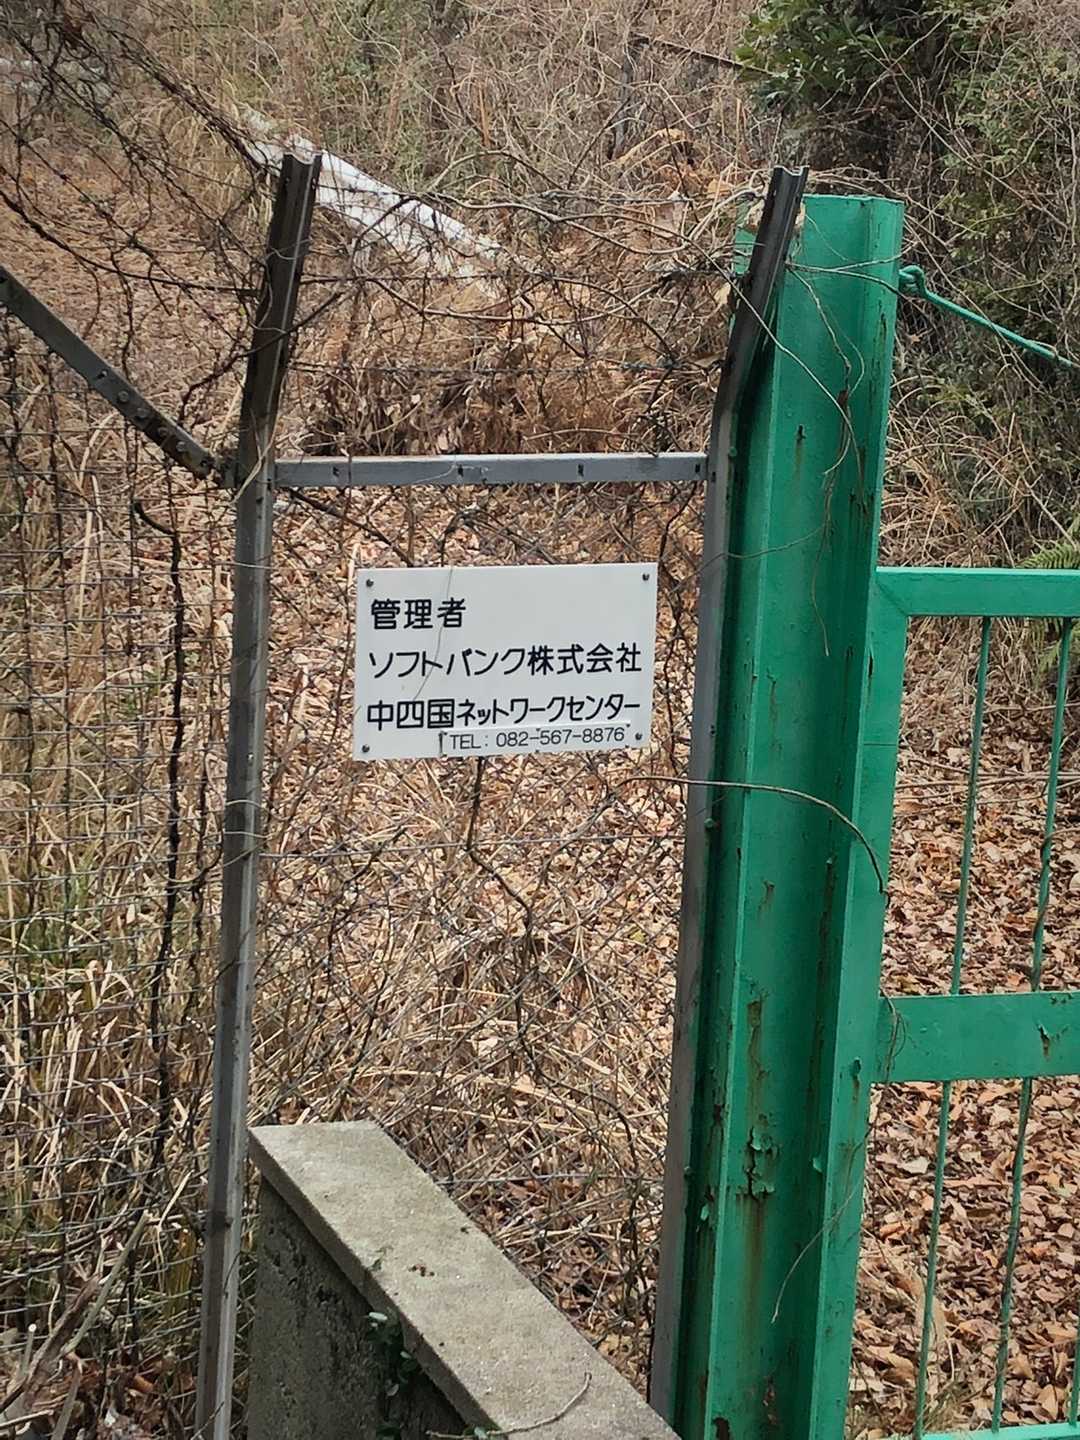 管理者
ソフトバンク株式会社
中四国ネットワークセンター
TEL: 082-567-8876